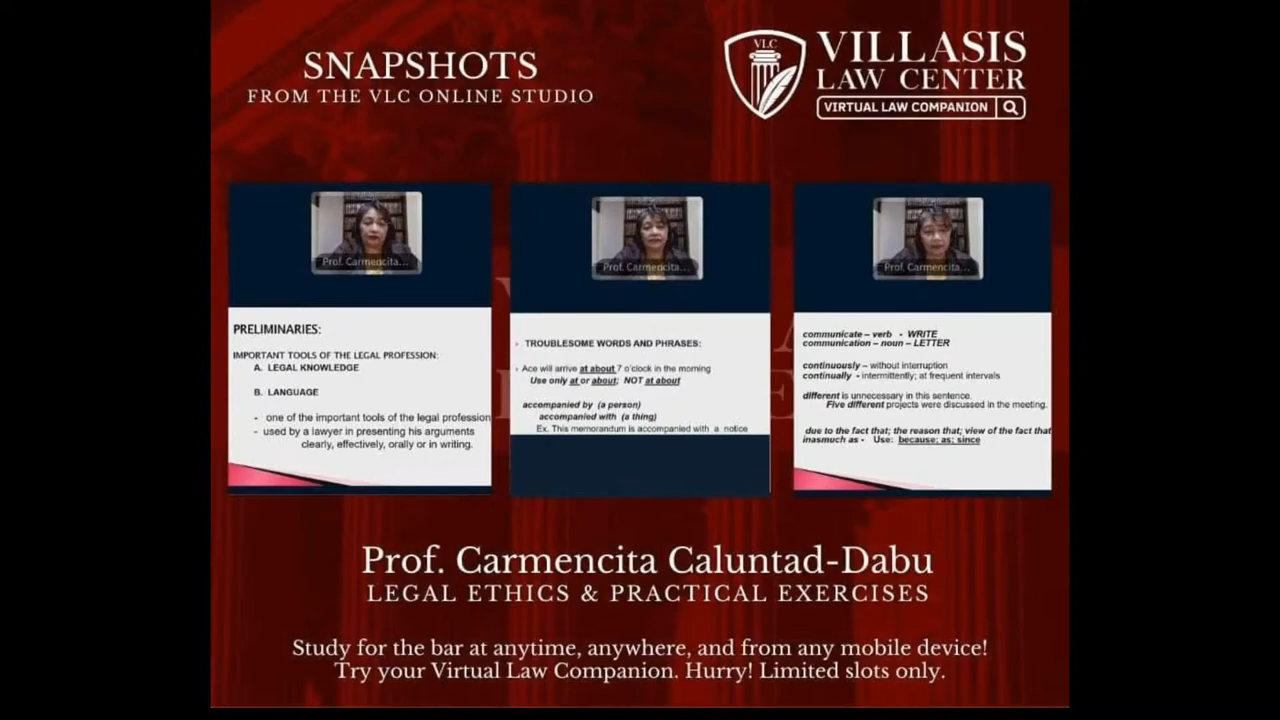 SNAPSHOTS
FROM THE VLC ONLINE STUDIO
VLC
VILLASIS
LAW CENTER
VIRTUAL LAW COMPANION
Prof. Carmencita...
PRELIMINARIES:
IMPORTANT TOOLS OF THE LEGAL PROFESSION:
A. LEGAL KNOWLEDGE
B. LANGUAGE
- one of the important tools of the legal profession
- used by a lawyer in presenting his arguments
clearly, effectively, orally or in writing.
Prof. Carmencita...
TROUBLESOME WORDS AND PHRASES:
Ace will arrive at about 7 o'clock in the morning
Use only at or about; NOT at about
accompanied by (a person)
accompanied with (a thing)
Ex. This memorandum is accompanied with a notice
Prof. Carmencita...
communicate – verb - WRITE
communication – noun – LETTER
continuously – without interruption
continually - intermittently; at frequent intervals
different is unnecessary in this sentence.
Five different projects were discussed in the meeting.
due to the fact that; the reason that; view of the fact that
inasmuch as - Use: because; as; since
Prof. Carmencita Caluntad-Dabu
LEGAL ETHICS & PRACTICAL EXERCISES
Study for the bar at anytime, anywhere, and from any mobile device!
Try your Virtual Law Companion. Hurry! Limited slots only.